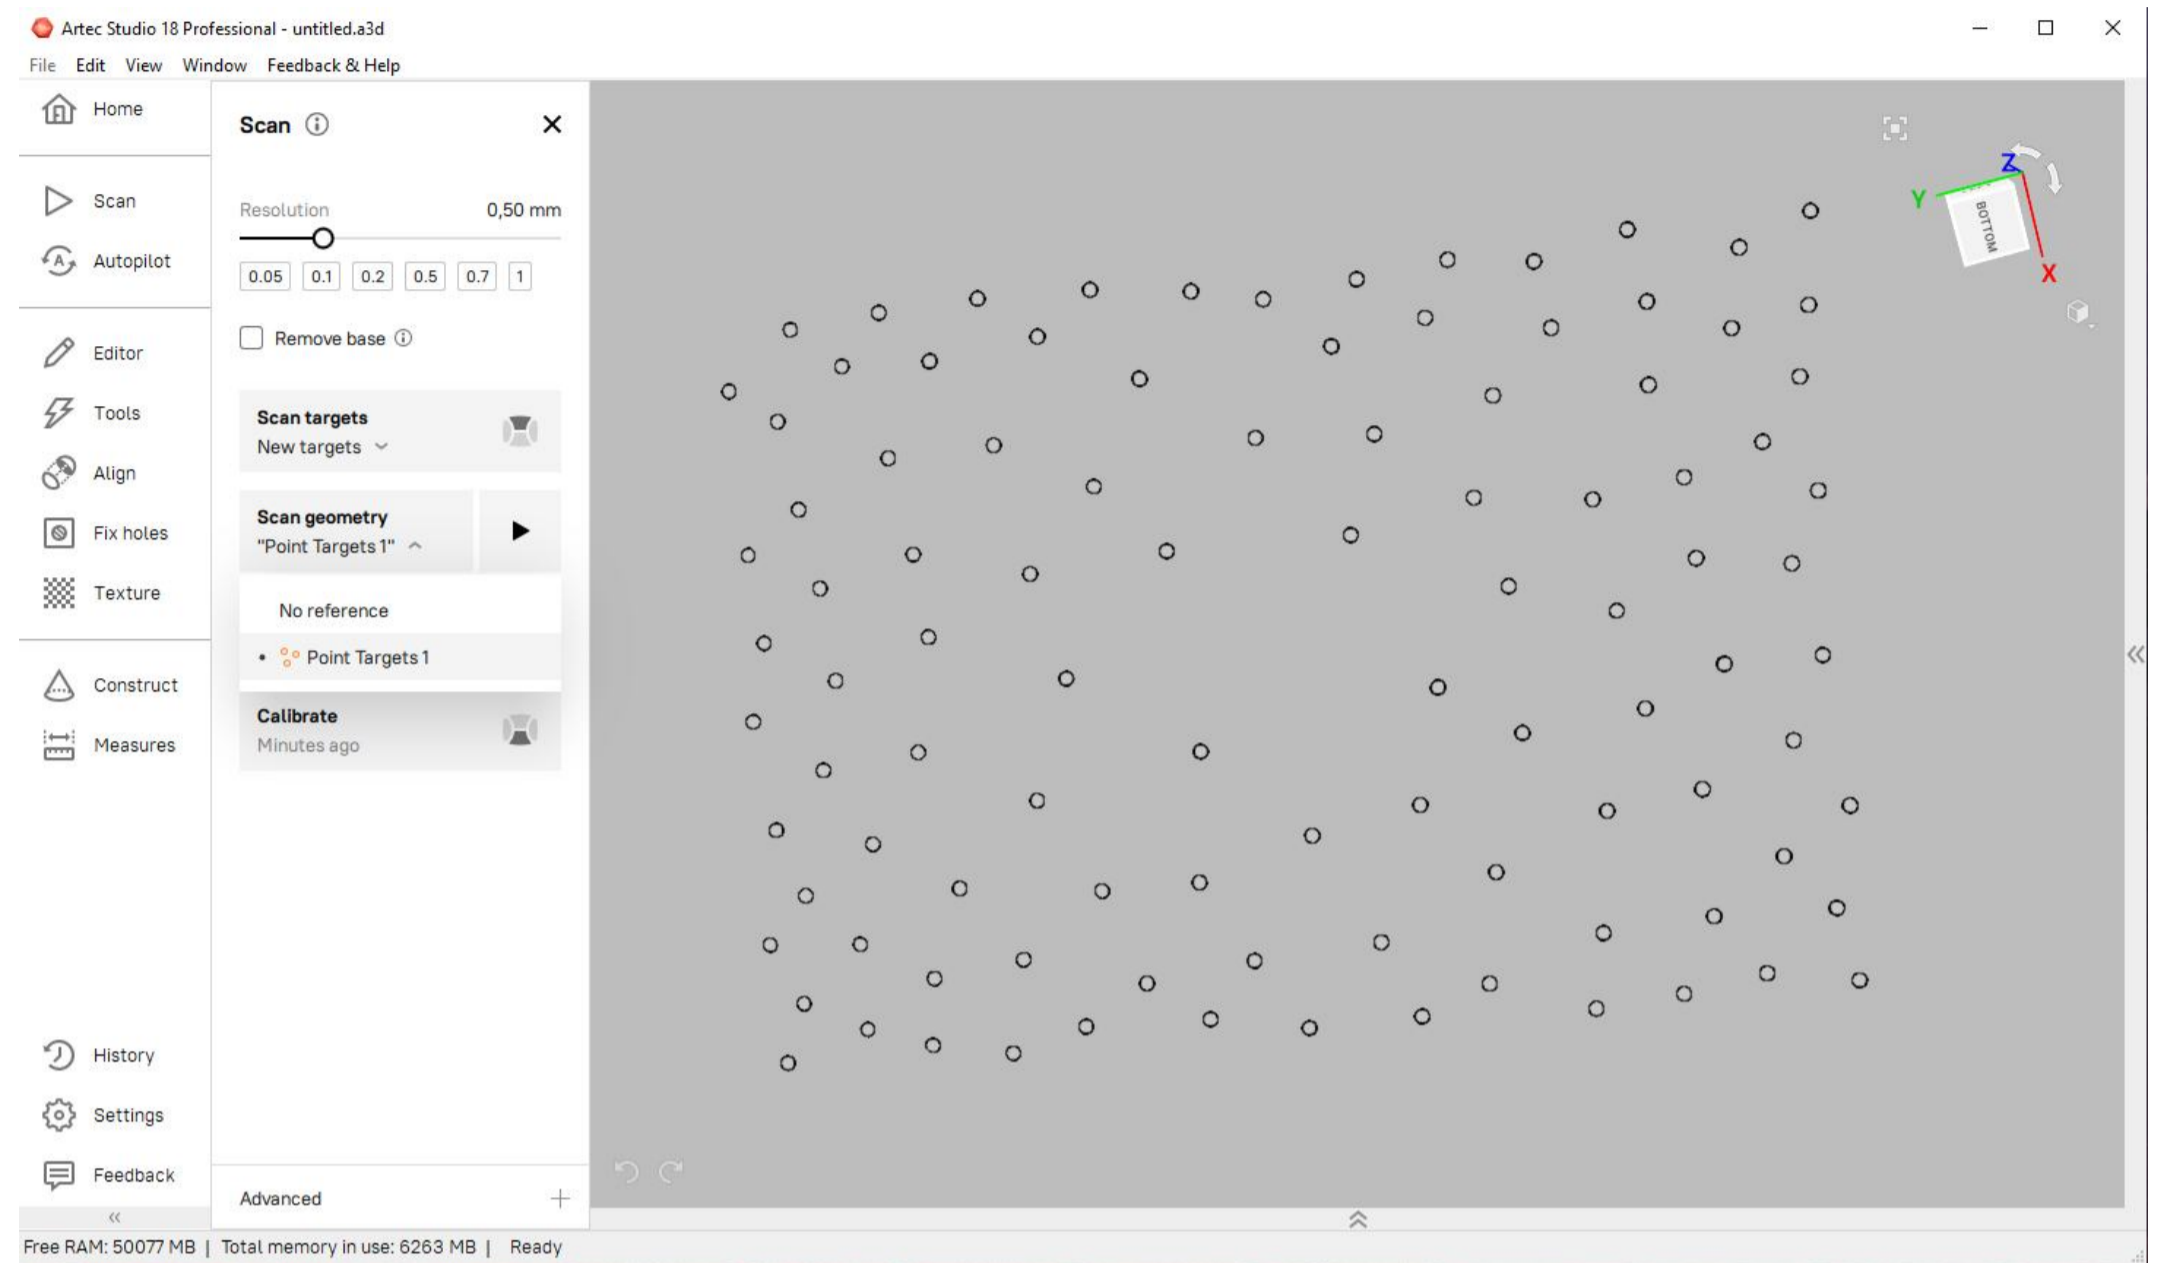 Artec Studio 18 Professional - untitled.a3d
File Edit View Window Feedback & Help
Home
Scan
Autopilot
Editor
Tools
Align
Fix holes
Texture
Construct
Measures
History
Settings
Feedback
Scan
Resolution 0,50 mm
0.05 0.1 0.2 0.5 0.7 1
Remove base
Scan targets
New targets
Scan geometry
"Point Targets 1"
No reference
Point Targets 1
Calibrate
Minutes ago
Advanced
Z
Y
BOTTOM
X
Free RAM: 50077 MB | Total memory in use: 6263 MB | Ready